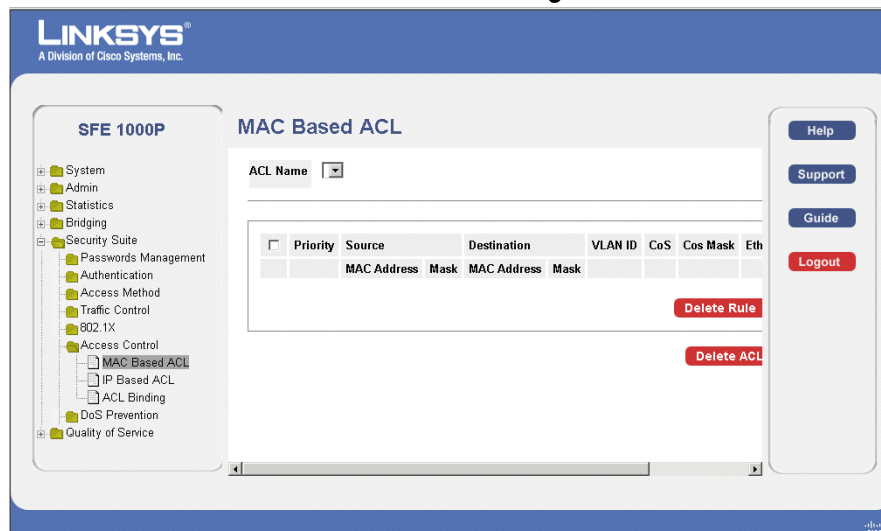 LINKSYS®
A Division of Cisco Systems, Inc.
SFE 1000P
System
Admin
Statistics
Bridging
Security Suite
Passwords Management
Authentication
Access Method
Traffic Control
802.1X
Access Control
MAC Based ACL
IP Based ACL
ACL Binding
DoS Prevention
Quality of Service
MAC Based ACL
ACL Name
Priority Source Destination VLAN ID CoS Cos Mask Eth
MAC Address Mask MAC Address Mask
Delete Rule
Delete ACL
Help
Support
Guide
Logout